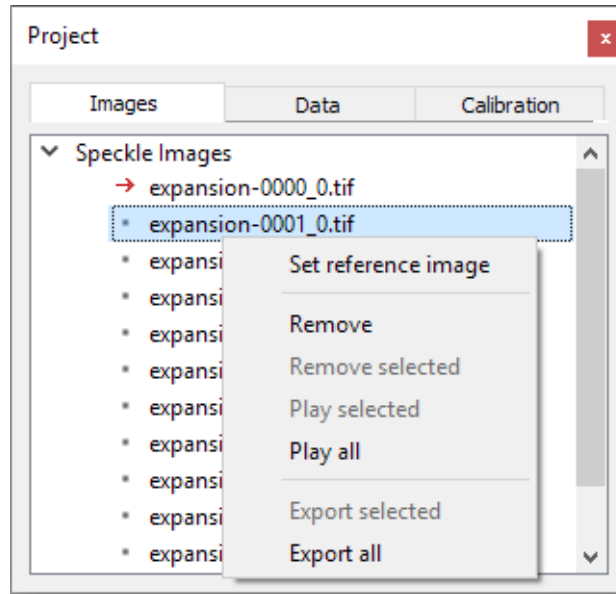 Project
x
Images Data Calibration
Speckle Images
expansion-0000_0.tif
expansion-0001_0.tif
expansi
Set reference image
expansi
expansi
Remove
expansi
Remove selected
expansi
Play selected
expansi
Play all
expansi
expansi
Export selected
expansi
Export all